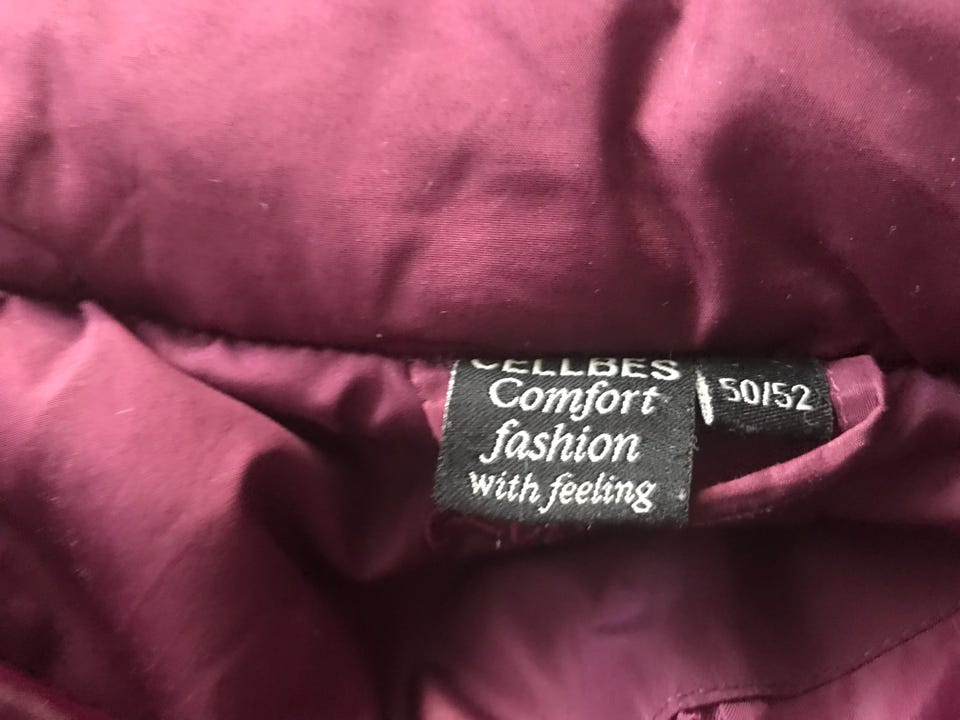 CELLBES
Comfort
fashion
with feeling
50/52